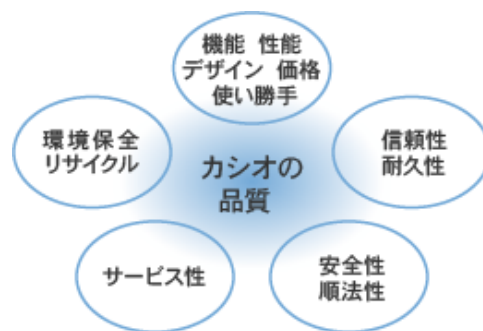 機能 性能
デザイン 価格
使い勝手
環境保全
リサイクル
信頼性
耐久性
カシオの
品質
サービス性
安全性
順法性